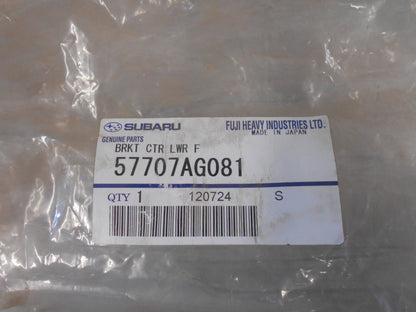 SUBARU FUJI HEAVY INDUSTRIES LTD.
GENUINE PARTS MADE IN JAPAN
BRKT CTR LWR F
57707AG081
QTY 1 120724 S